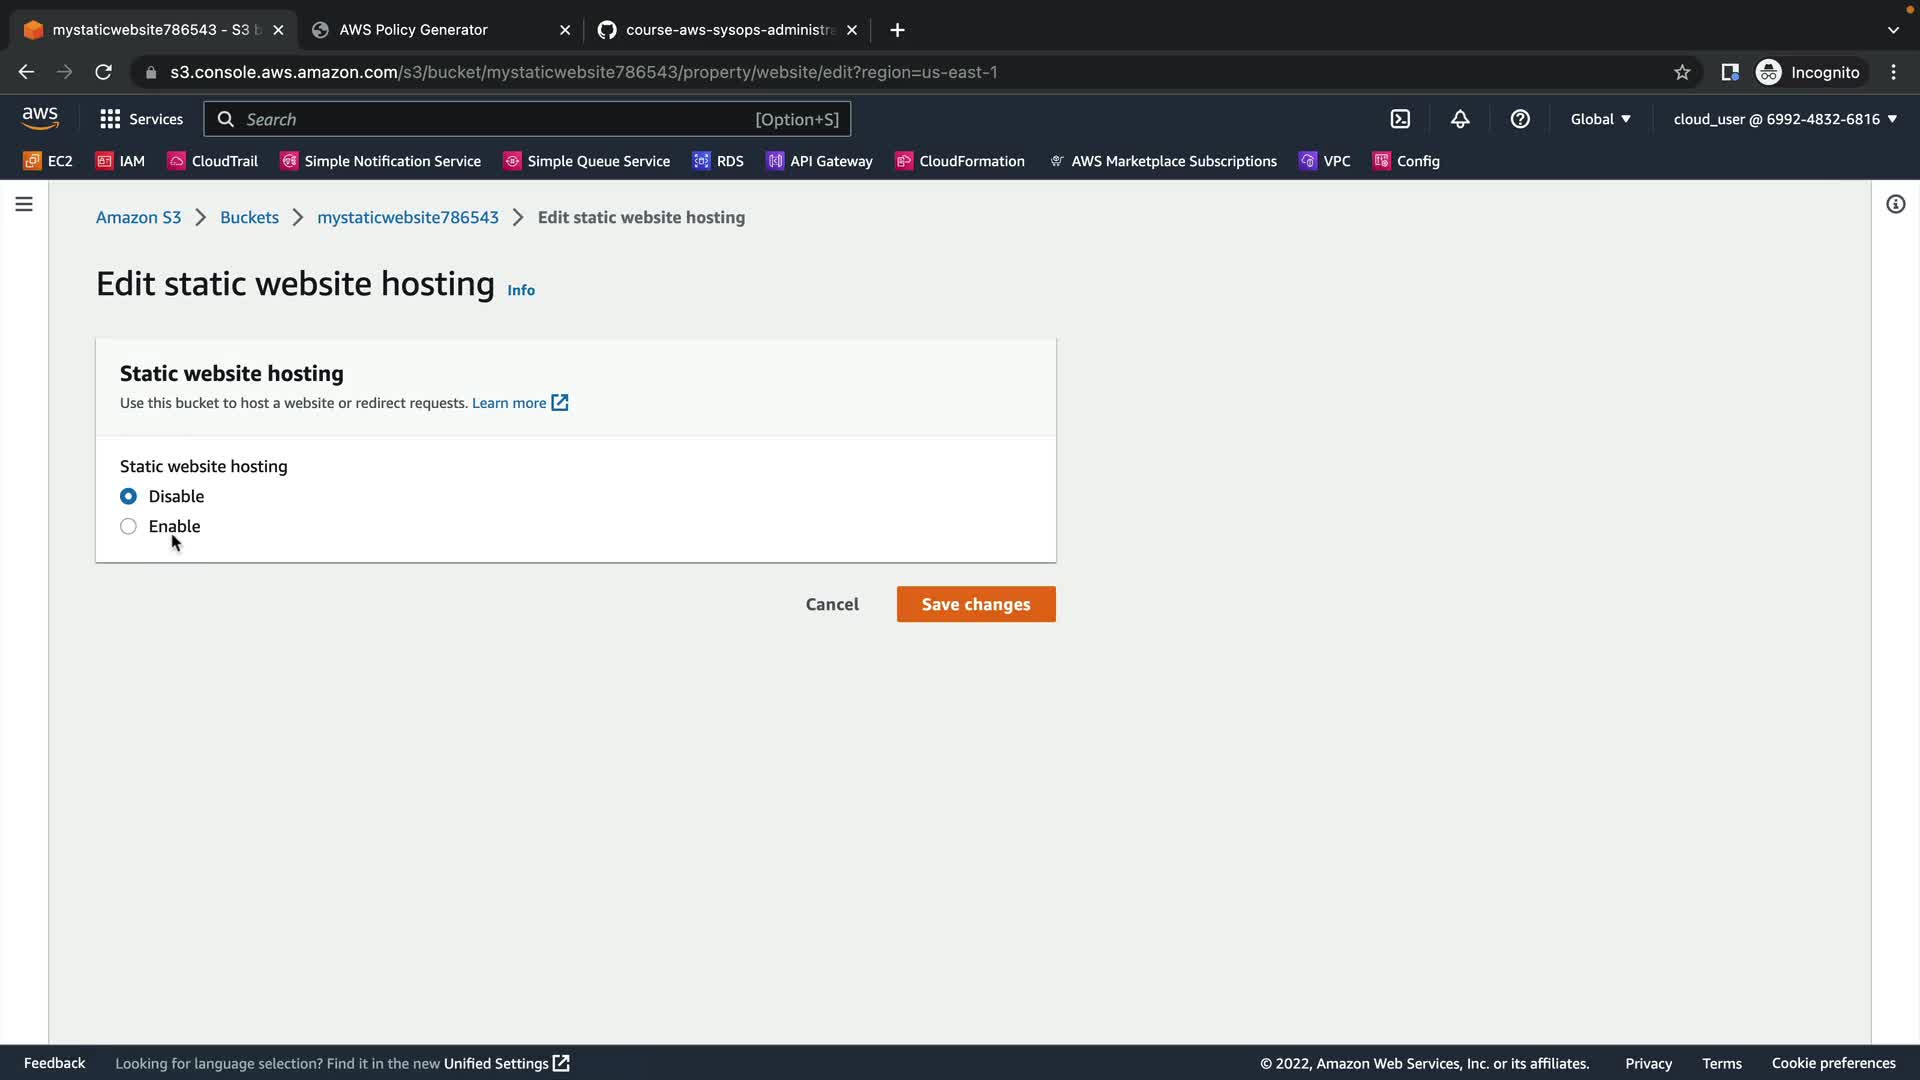 mystaticwebsite786543 - S3 b
AWS Policy Generator
course-aws-sysops-administra
s3.console.aws.amazon.com/s3/bucket/mystaticwebsite786543/property/website/edit?region=us-east-1
Incognito
aws
Services
Search
[Option+S]
Global
cloud_user @ 6992-4832-6816
EC2
IAM
CloudTrail
Simple Notification Service
Simple Queue Service
RDS
API Gateway
CloudFormation
AWS Marketplace Subscriptions
VPC
Config
Amazon S3
Buckets
mystaticwebsite786543
Edit static website hosting
Edit static website hosting
Info
Static website hosting
Use this bucket to host a website or redirect requests. Learn more
Static website hosting
Disable
Enable
Cancel
Save changes
Feedback
Looking for language selection? Find it in the new Unified Settings
© 2022, Amazon Web Services, Inc. or its affiliates.
Privacy
Terms
Cookie preferences